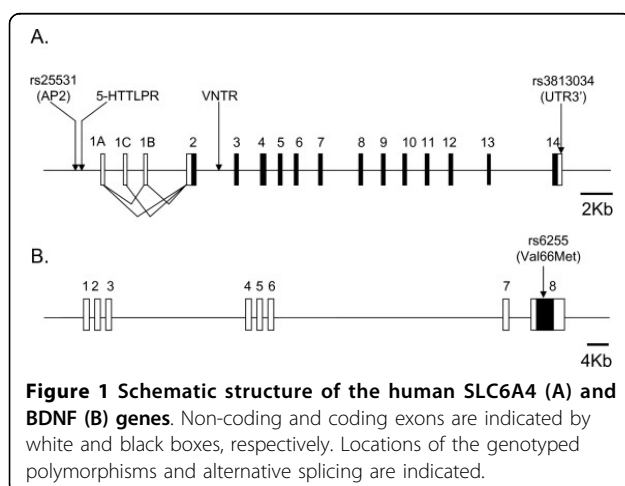 A.
rs25531
(AP2)
5-HTTLPR
VNTR
rs3813034
(UTR3')
1A 1C 1B 2 3 4 5 6 7 8 9 10 11 12 13 14
2Kb
B.
rs6255
(Val66Met)
1 2 3 4 5 6 7 8
4Kb
Figure 1 Schematic structure of the human SLC6A4 (A) and
BDNF (B) genes. Non-coding and coding exons are indicated by
white and black boxes, respectively. Locations of the genotyped
polymorphisms and alternative splicing are indicated.